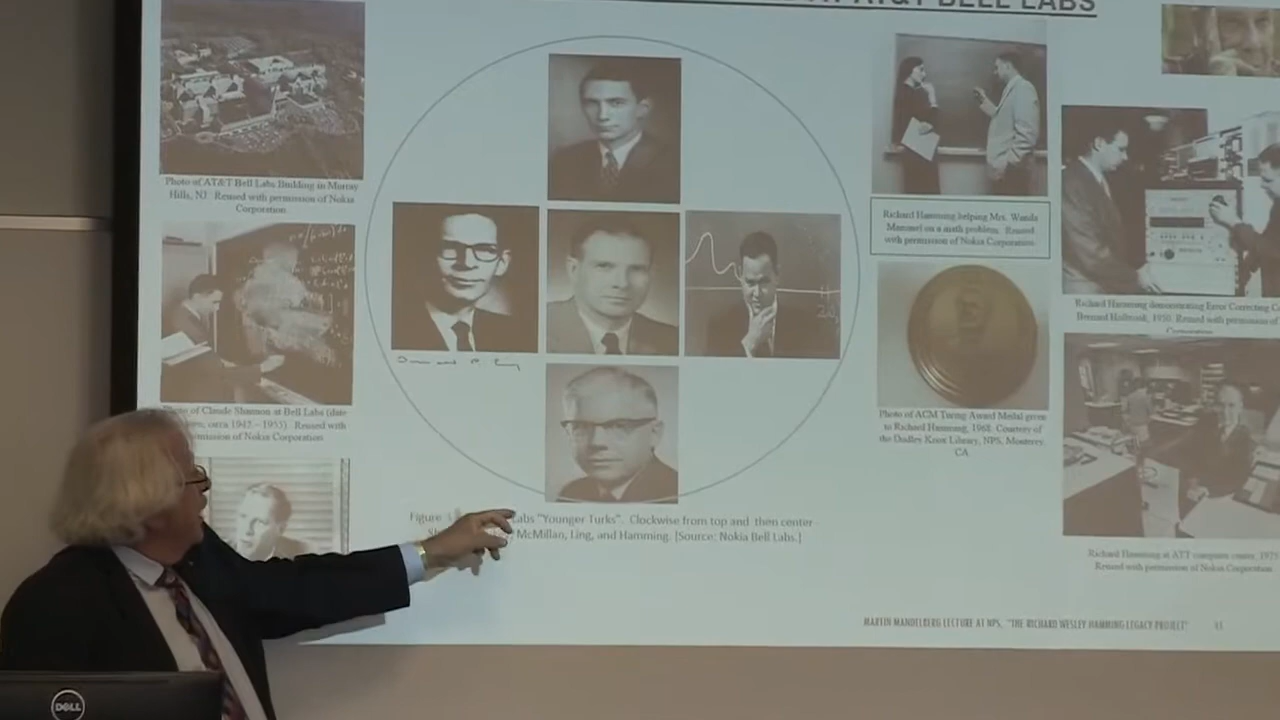 AT&T BELL LABS
Photo of AT&T Bell Labs Building in Murray
Hills, NJ. Reused with permission of Nokia
Corporation.
Photo of Claude Shannon at Bell Labs (date
circa 1942 – 1955). Reused with
permission of Nokia Corporation
Figure Labs "Younger Turks". Clockwise from top and then center
McMillan, Ling, and Hamming. [Source: Nokia Bell Labs.]
Richard Hamming helping Mrs. Wanda
on a math problem. Reused
with permission of Nokia Corporation.
Photo of ACM Turing Award Medal given
to Richard Hamming, 1968. Courtesy of
the Dudley Knox Library, NPS, Monterey,
CA.
Richard Hamming demonstrating Error Correcting
Bernard Holbrook, 1950. Reused with permission of
Corporation.
Richard Hamming at ATT computer center, 197
Reused with permission of Nokia Corporation.
MARTIN MANDELBERG LECTURE AT NPS, "THE RICHARD WESLEY HAMMING LEGACY PROJECT"
DELL